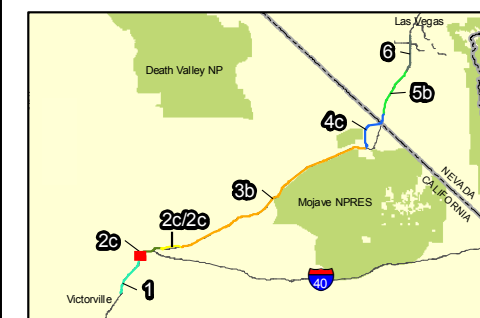 Las Vegas
6
Death Valley NP
5b
4c
NEVADA
CALIFORNIA
3b
Mojave NPRES
2c/2c
2c
40
1
Victorville